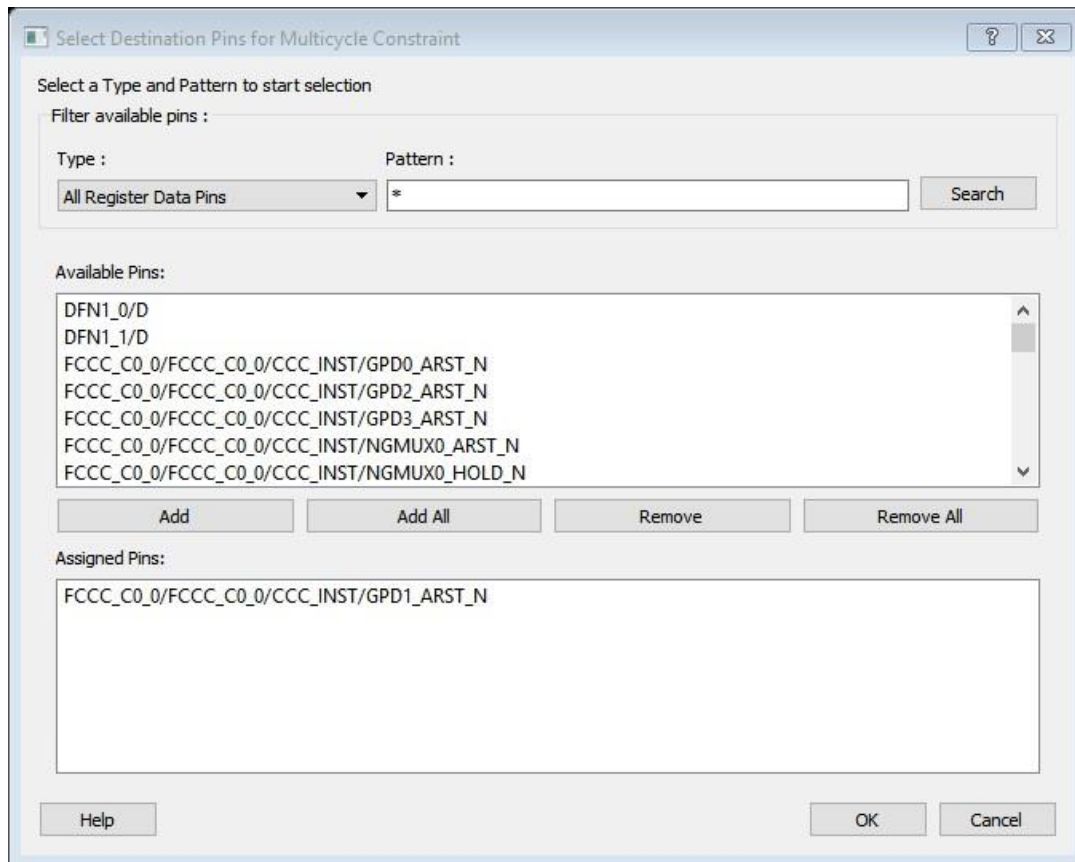 Select Destination Pins for Multicycle Constraint
Select a Type and Pattern to start selection
Filter available pins :
Type : Pattern :
All Register Data Pins * Search
Available Pins:
DFN1_0/D
DFN1_1/D
FCCC_C0_0/FCCC_C0_0/CCC_INST/GPD0_ARST_N
FCCC_C0_0/FCCC_C0_0/CCC_INST/GPD2_ARST_N
FCCC_C0_0/FCCC_C0_0/CCC_INST/GPD3_ARST_N
FCCC_C0_0/FCCC_C0_0/CCC_INST/NGMUX0_ARST_N
FCCC_C0_0/FCCC_C0_0/CCC_INST/NGMUX0_HOLD_N
Add Add All Remove Remove All
Assigned Pins:
FCCC_C0_0/FCCC_C0_0/CCC_INST/GPD1_ARST_N
Help OK Cancel